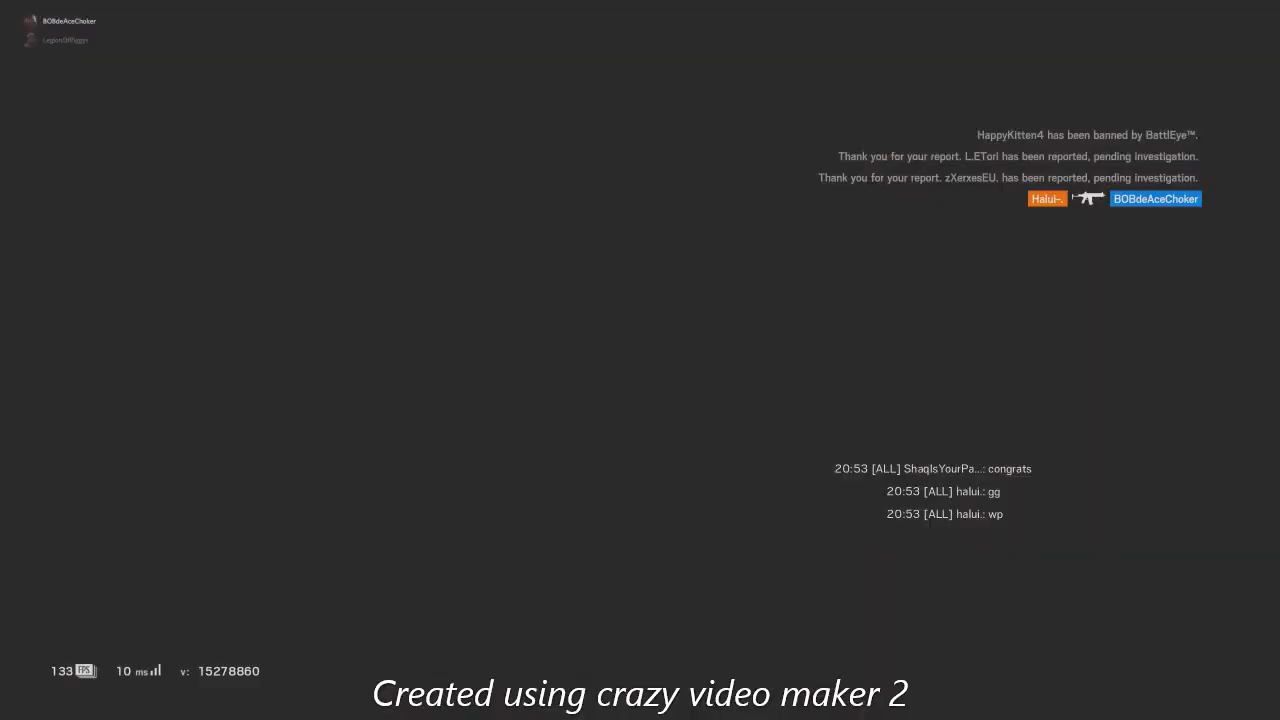 BOBdeAceChoker
LegionOfPiggys
HappyKitten4 has been banned by BattlEye™.
Thank you for your report. L.ETori has been reported, pending investigation.
Thank you for your report. zXerxesEU. has been reported, pending investigation.
Halui-. BOBdeAceChoker
20:53 [ALL] ShaqIsYourPa...: congrats
20:53 [ALL] halui.: gg
20:53 [ALL] halui.: wp
133 FPS 10 ms v: 15278860
Created using crazy video maker 2